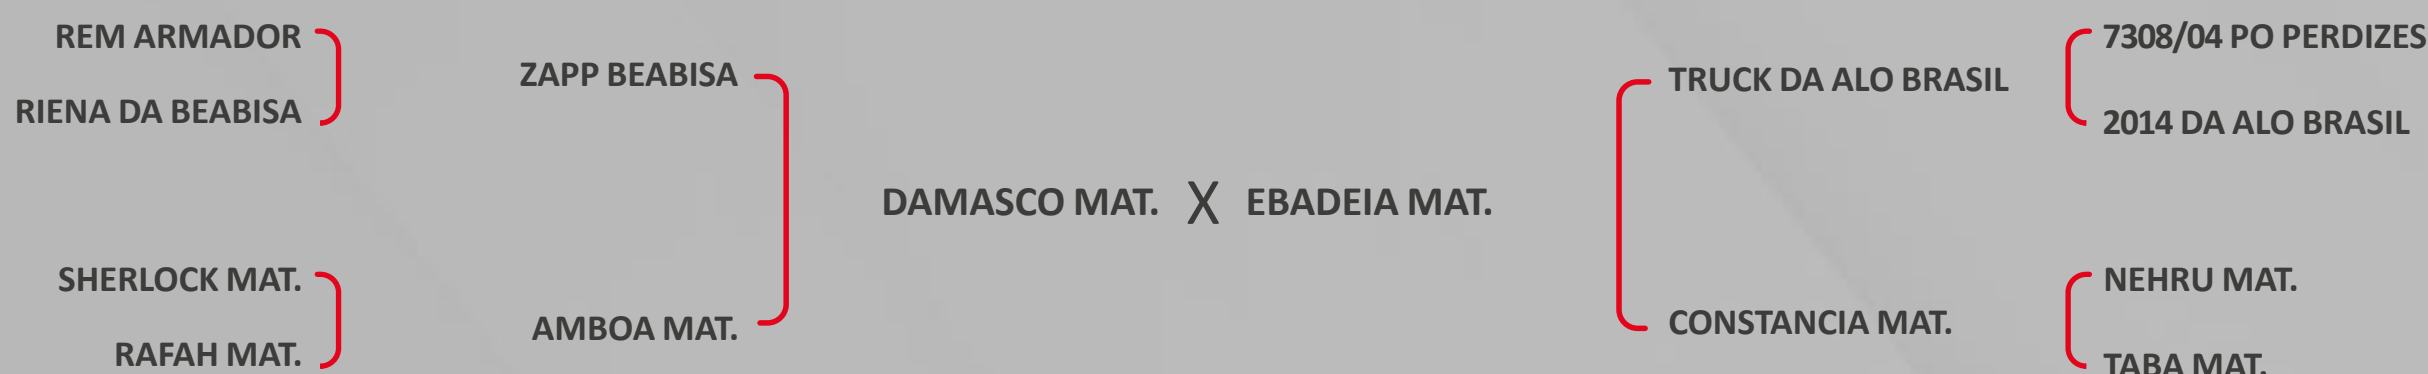 REM ARMADOR
RIENA DA BEABISA
ZAPP BEABISA
SHERLOCK MAT.
RAFAH MAT.
AMBOA MAT.
DAMASCO MAT. X EBADEIA MAT.
TRUCK DA ALO BRASIL
7308/04 PO PERDIZES
2014 DA ALO BRASIL
CONSTANCIA MAT.
NEHRU MAT.
TABA MAT.